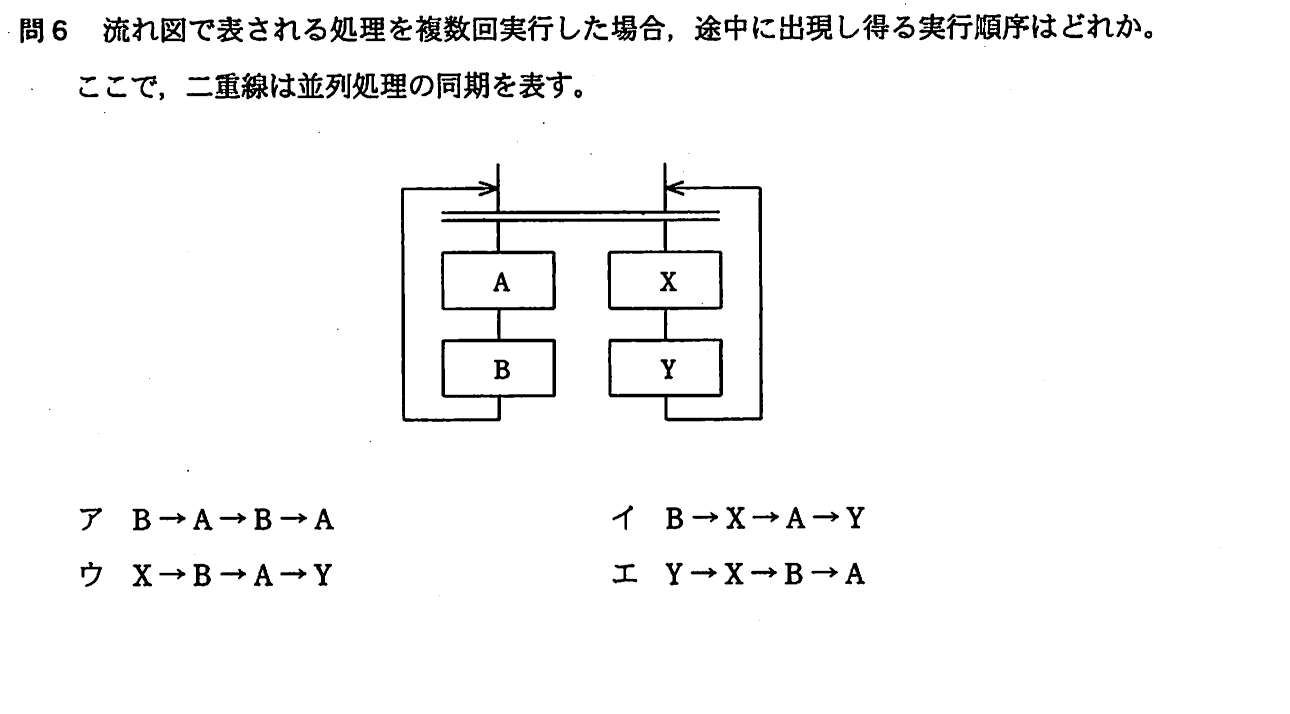 問6 流れ図で表される処理を複数回実行した場合,途中に出現し得る実行順序はどれか。
ここで,二重線は並列処理の同期を表す。
A X
B Y
ア B→A→B→A イ B→X→A→Y
ウ X→B→A→Y エ Y→X→B→A